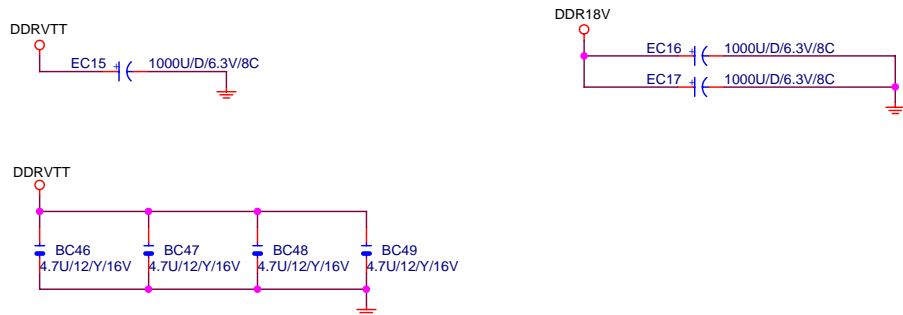 DDRVTT
EC15 + 1000U/D/6.3V/8C
DDR18V
EC16 + 1000U/D/6.3V/8C
EC17 + 1000U/D/6.3V/8C
DDRVTT
BC46 BC47 BC48 BC49
4.7U/12/Y/16V 4.7U/12/Y/16V 4.7U/12/Y/16V 4.7U/12/Y/16V